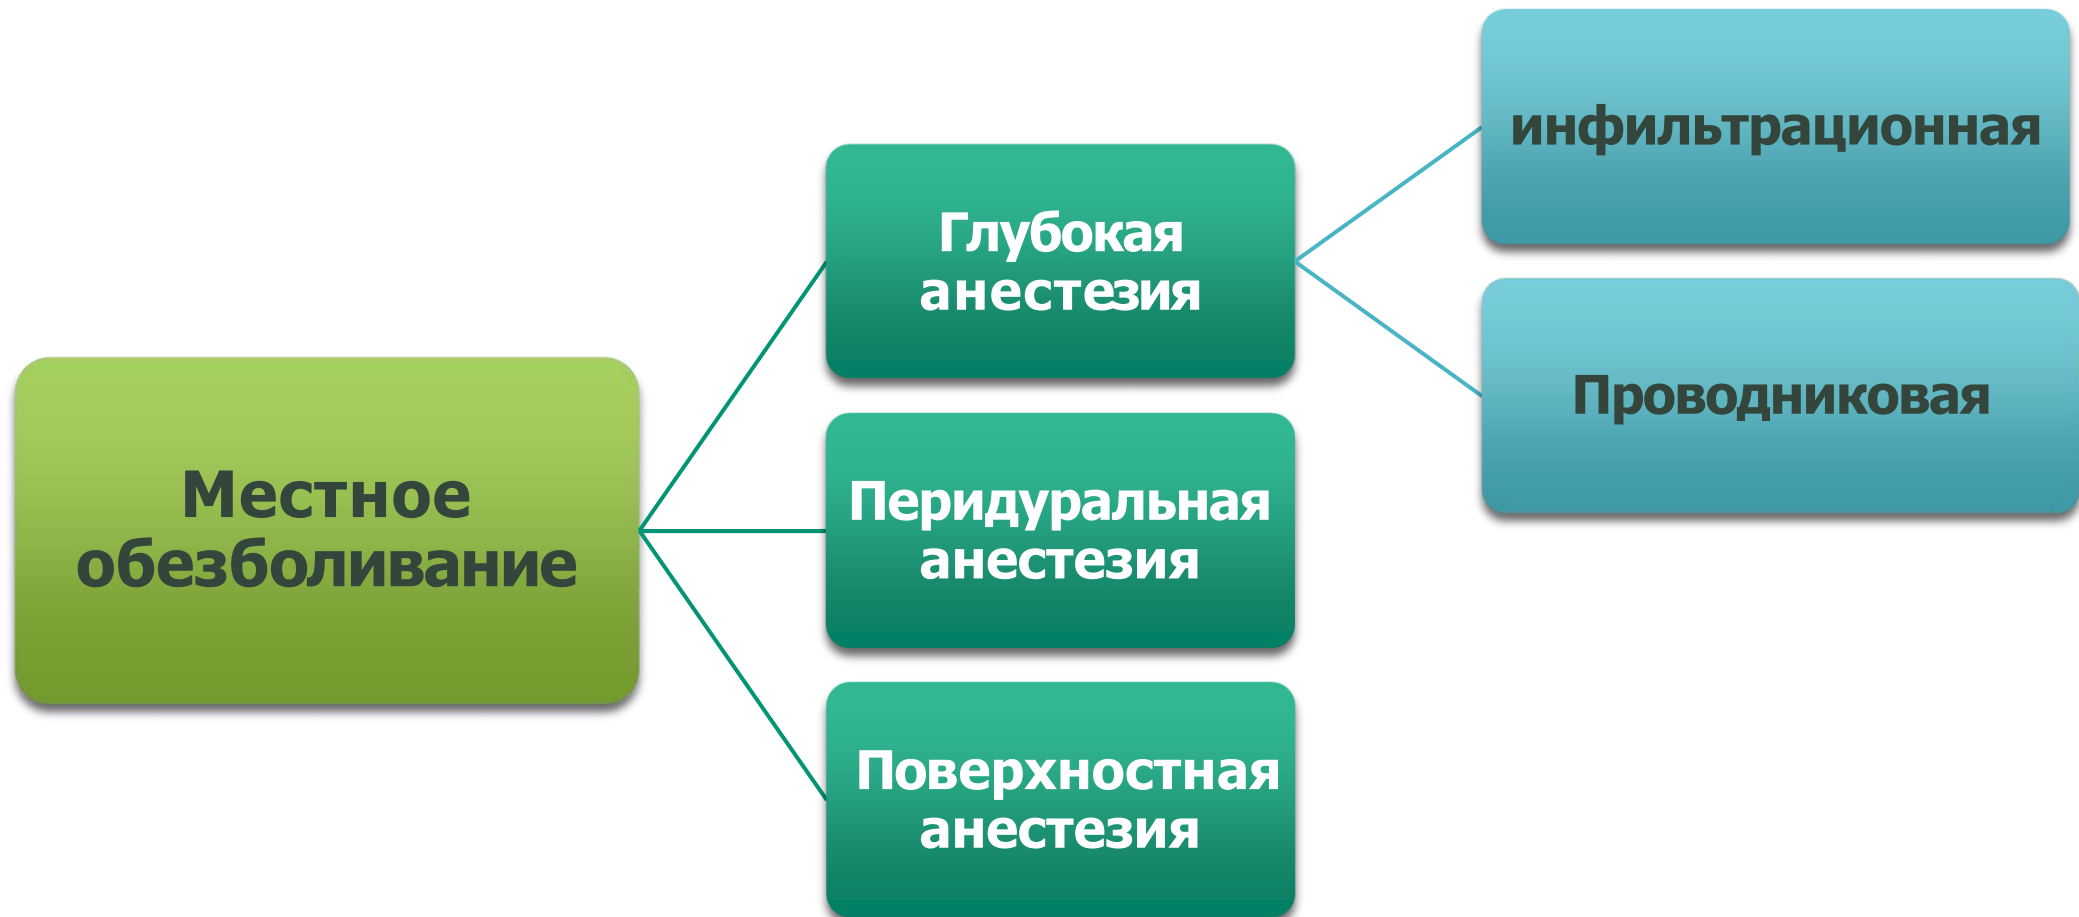 Местное
обезболивание
Глубокая
анестезия
инфильтрационная
Проводниковая
Перидуральная
анестезия
Поверхностная
анестезия